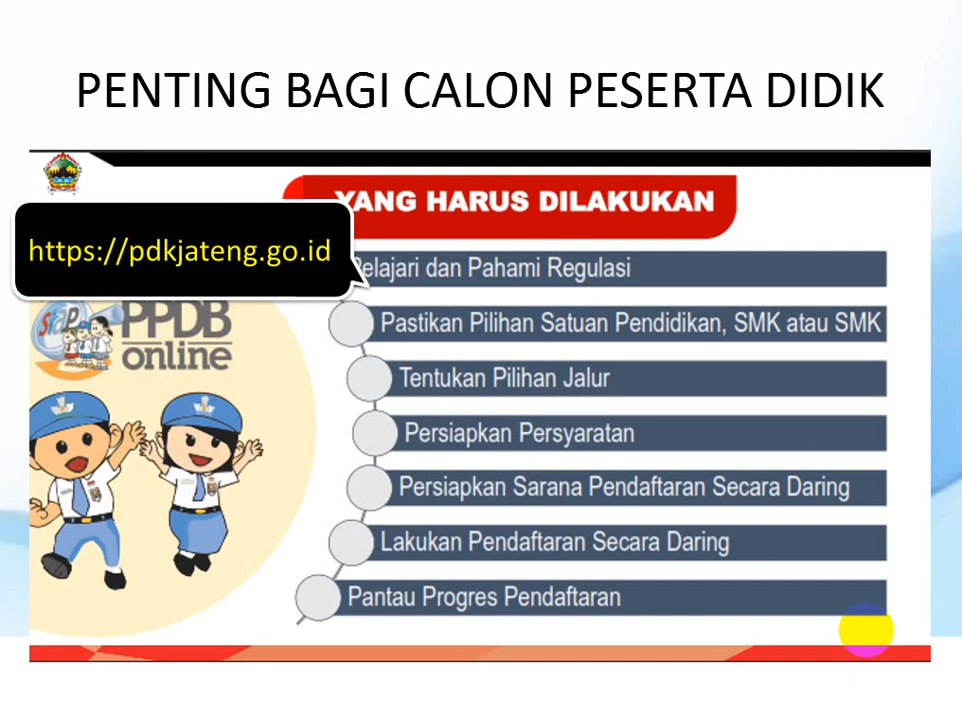 PENTING BAGI CALON PESERTA DIDIK
YANG HARUS DILAKUKAN
https://pdkjateng.go.id
Pelajari dan Pahami Regulasi
Pastikan Pilihan Satuan Pendidikan, SMK atau SMK
Tentukan Pilihan Jalur
Persiapkan Persyaratan
Persiapkan Sarana Pendaftaran Secara Daring
Lakukan Pendaftaran Secara Daring
Pantau Progres Pendaftaran
siap PPDB
online